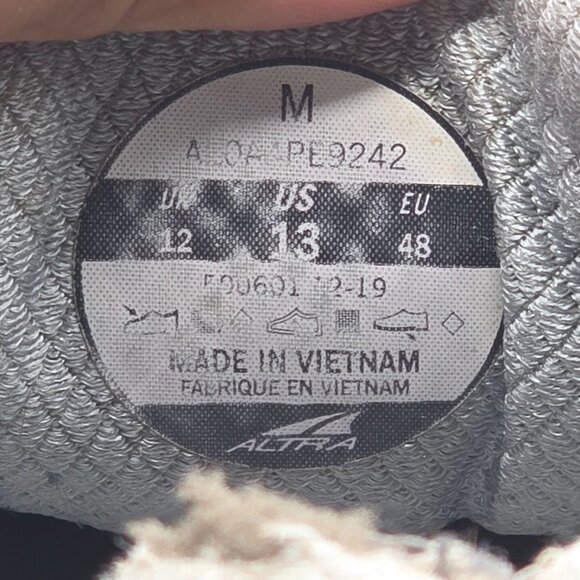 M
UK US EU
12 13 48
MADE IN VIETNAM
FABRIQUE EN VIETNAM
ALTRA